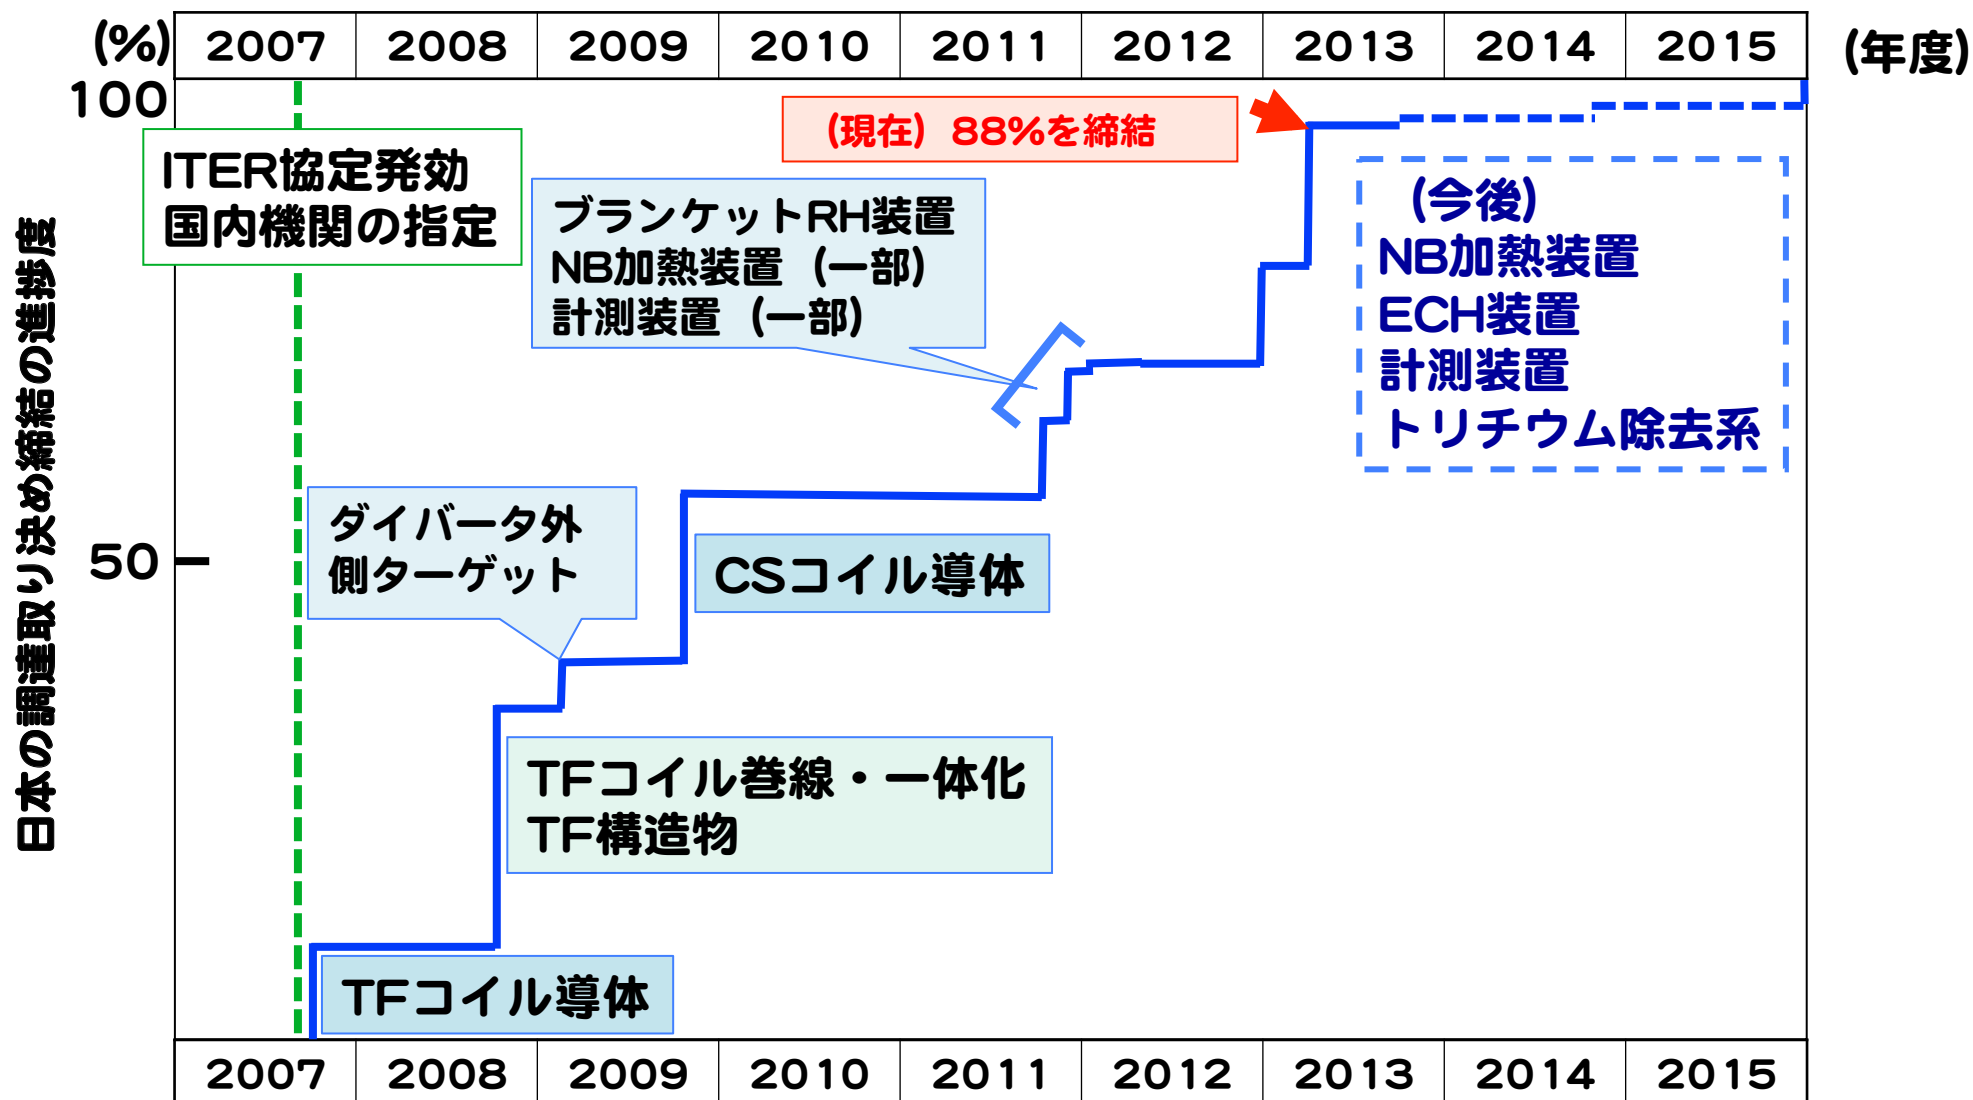 (%)
2007 2008 2009 2010 2011 2012 2013 2014 2015
(年度)
100
50
日本の調達取り決め締結の進捗度
ITER協定発効
国内機関の指定
(現在) 88%を締結
ブランケットRH装置
NB加熱装置 (一部)
計測装置 (一部)
(今後)
NB加熱装置
ECH装置
計測装置
トリチウム除去系
ダイバータ外
側ターゲット
CSコイル導体
TFコイル巻線・一体化
TF構造物
TFコイル導体
2007 2008 2009 2010 2011 2012 2013 2014 2015